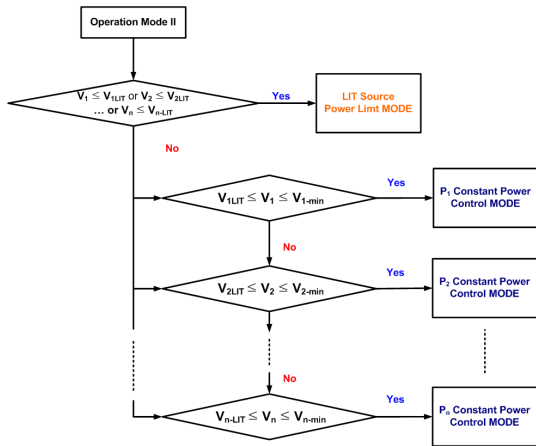 Operation Mode II
V₁ ≤ V₁LIT or V₂ ≤ V₂LIT
... or Vₙ ≤ Vₙ₋LIT
Yes
LIT Source
Power Limt MODE
No
V₁LIT ≤ V₁ ≤ V₁₋min
Yes
P₁ Constant Power
Control MODE
No
V₂LIT ≤ V₂ ≤ V₂₋min
Yes
P₂ Constant Power
Control MODE
No
Vₙ₋LIT ≤ Vₙ ≤ Vₙ₋min
Yes
Pₙ Constant Power
Control MODE